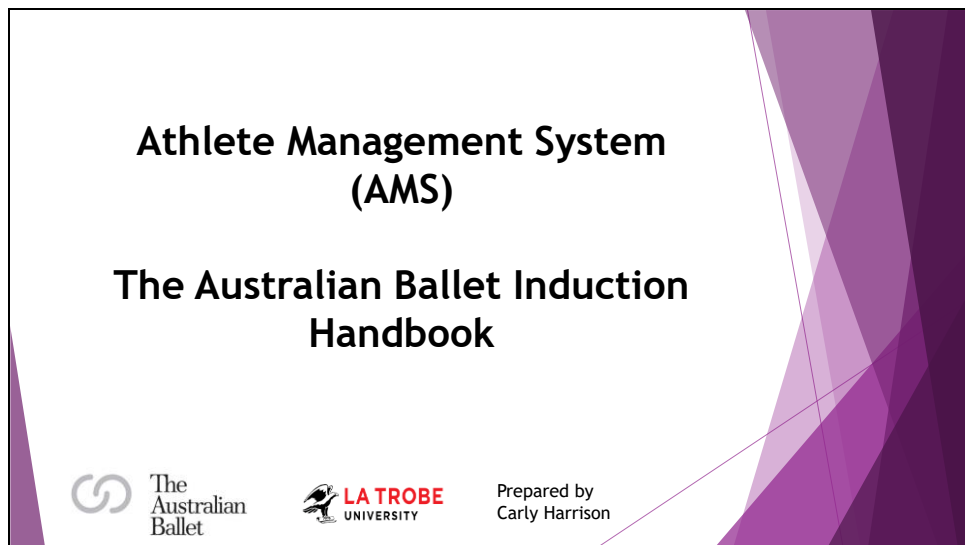 Athlete Management System
(AMS)
The Australian Ballet Induction
Handbook
The
Australian
Ballet
LA TROBE
UNIVERSITY
Prepared by
Carly Harrison